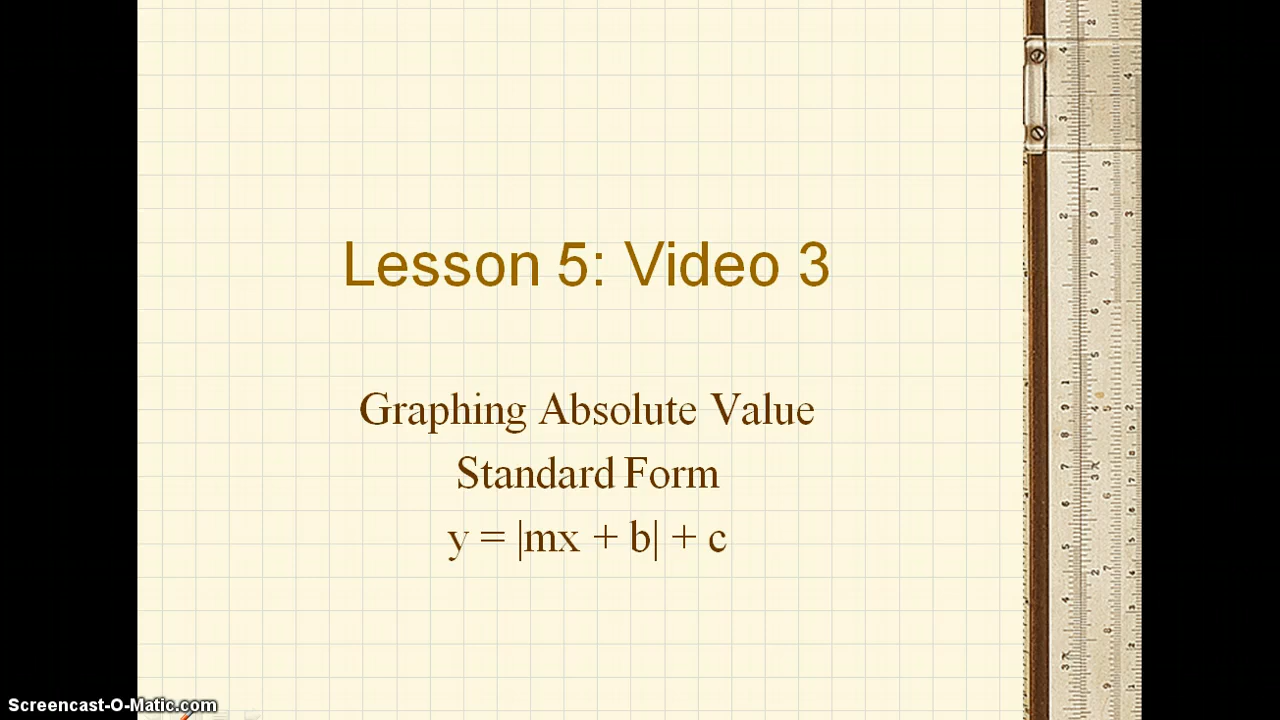 Lesson 5: Video 3
Graphing Absolute Value
Standard Form
y = |mx + b| + c
Screencast-O-Matic.com